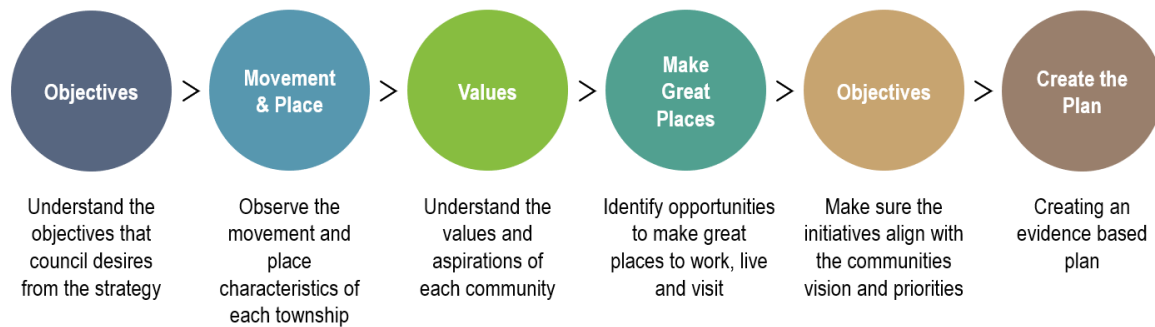 Objectives
>
Movement
& Place
>
Values
>
Make
Great
Places
>
Objectives
>
Create the
Plan
Understand the
objectives that
council desires
from the strategy
Observe the
movement and
place
characteristics of
each township
Understand the
values and
aspirations of
each community
Identify opportunities
to make great
places to work, live
and visit
Make sure the
initiatives align with
the communities
vision and priorities
Creating an
evidence based
plan